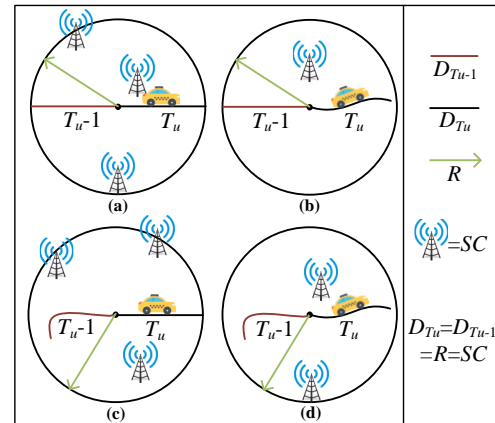 T_u-1
T_u
(a)
T_u-1
T_u
(b)
T_u-1
T_u
(c)
T_u-1
T_u
(d)
D_{Tu-1}
D_{Tu}
R
=SC
D_{Tu}=D_{Tu-1}
=R=SC